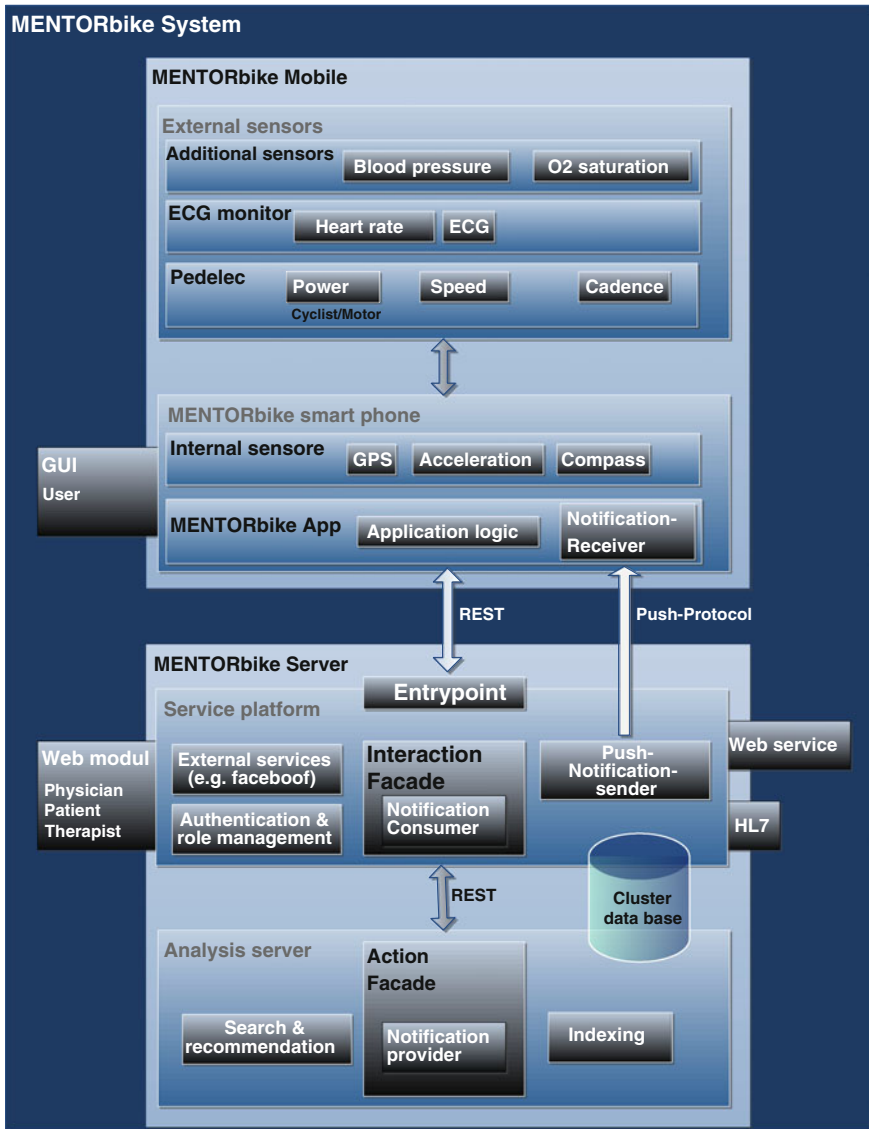 MENTORbike System
MENTORbike Mobile
External sensors
Additional sensors
Blood pressure
O2 saturation
ECG monitor
Heart rate
ECG
Pedelec
Power
Speed
Cadence
Cyclist/Motor
MENTORbike smart phone
Internal sensore
GPS
Acceleration
Compass
GUI
User
MENTORbike App
Application logic
Notification-
Receiver
REST
Push-Protocol
MENTORbike Server
Entrypoint
Service platform
Web modul
Physician
Patient
Therapist
External services
(e.g. faceboof)
Authentication &
role management
Interaction
Facade
Notification
Consumer
Push-
Notification-
sender
Web service
HL7
REST
Cluster
data base
Analysis server
Action
Facade
Search &
recommendation
Notification
provider
Indexing